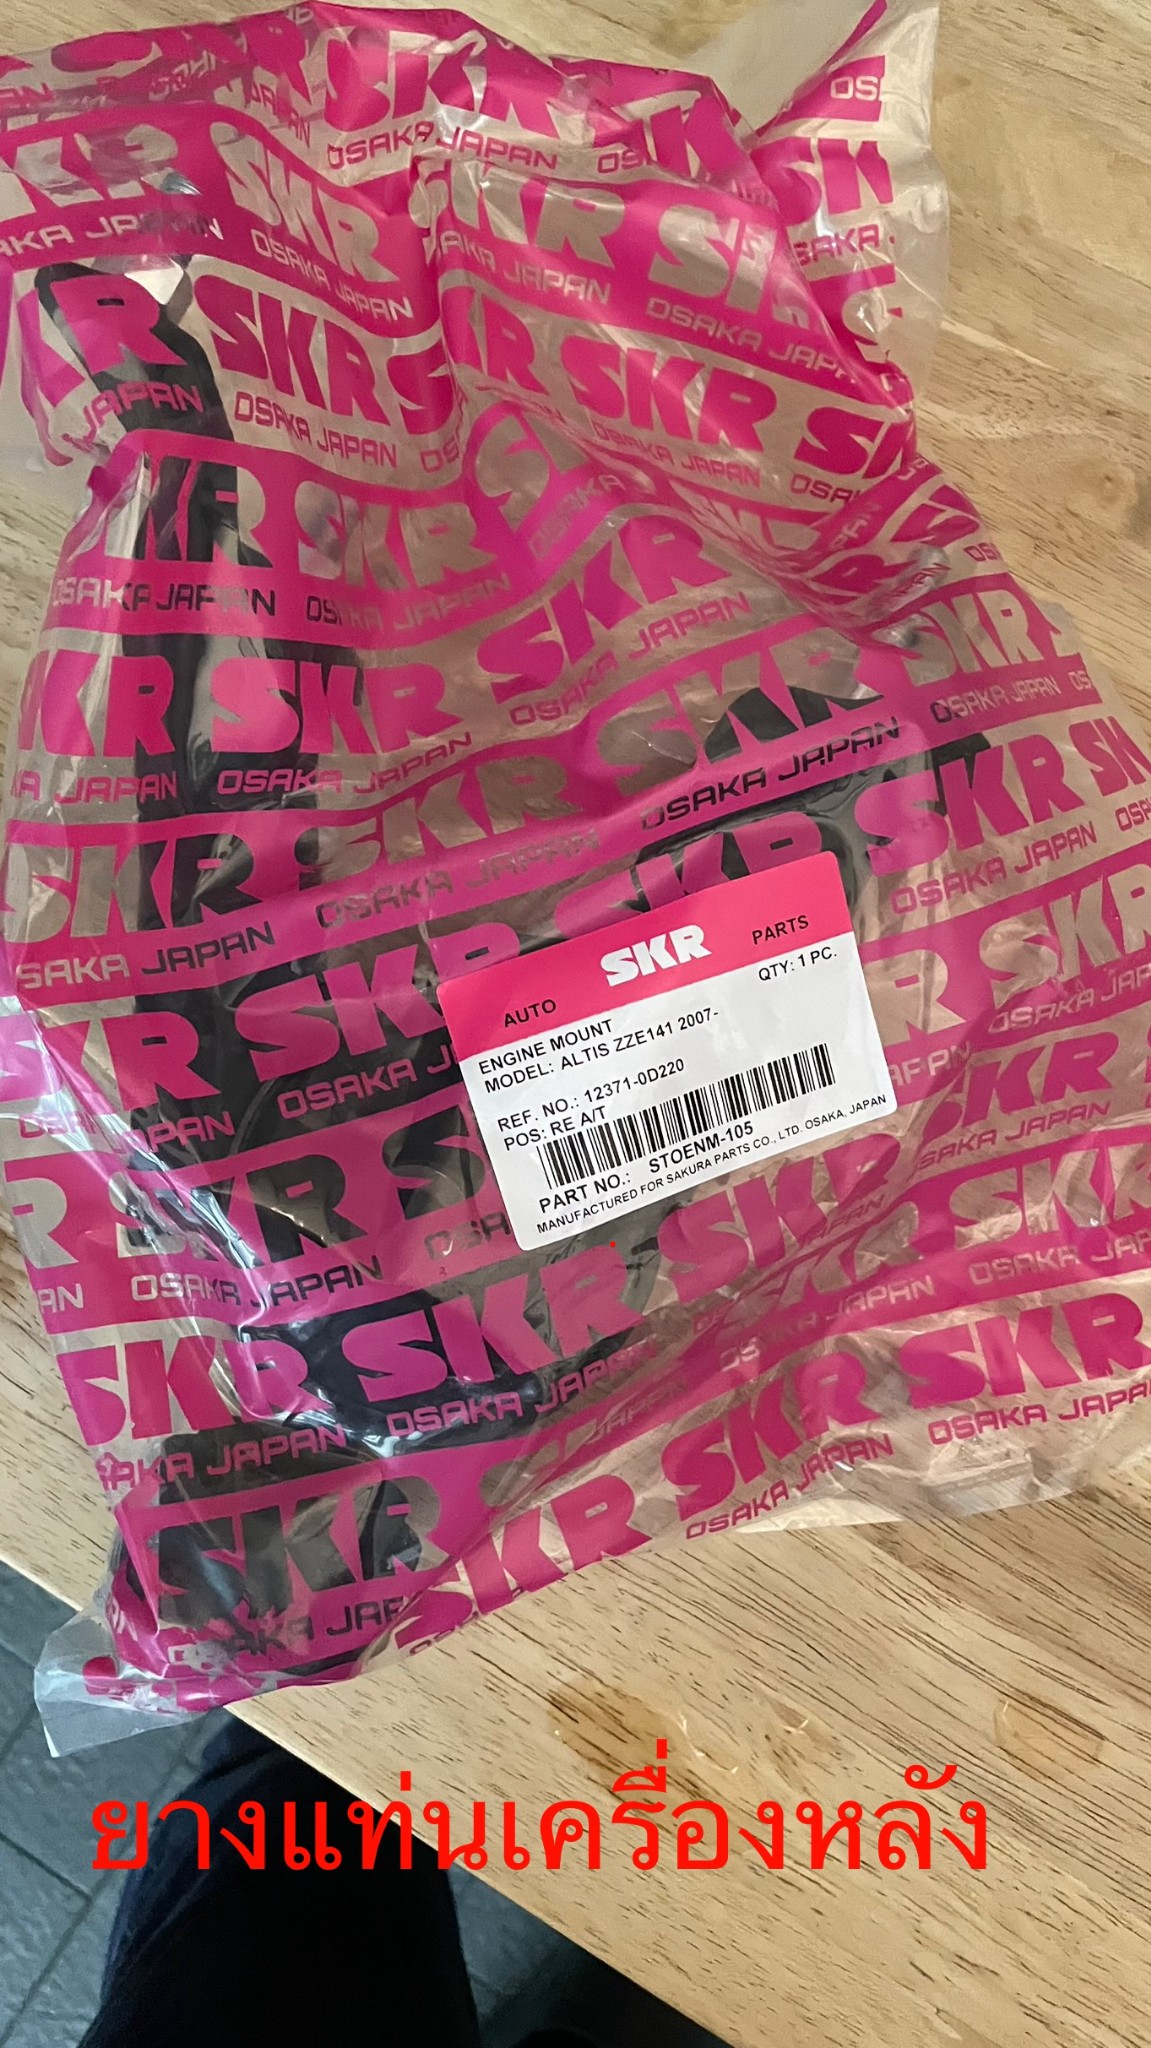 SKR
OSAKA JAPAN
AUTO SKR PARTS
ENGINE MOUNT QTY: 1 PC.
MODEL: ALTIS ZZE141 2007-
REF. NO.: 12371-0D220
POS: RE A/T
PART NO.: STOENM-105
MANUFACTURED FOR SAKURA PARTS CO., LTD. OSAKA, JAPAN
ยางแท่นเครื่องหลัง